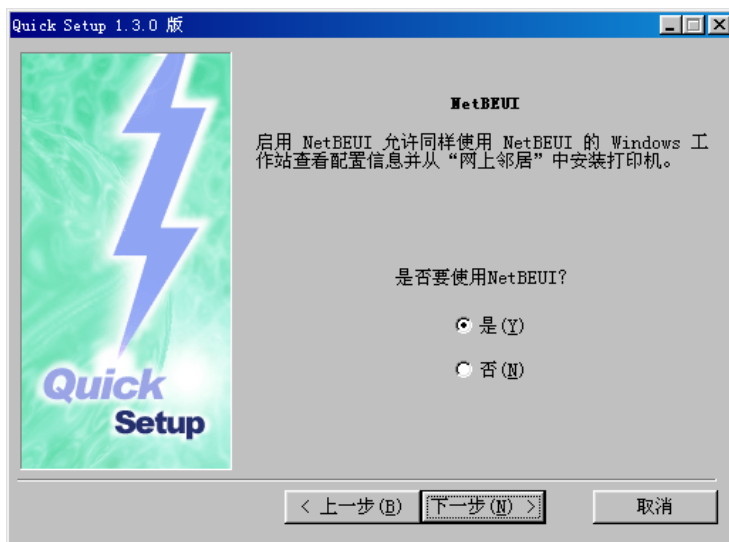 Quick Setup 1.3.0 版
NetBEUI
启用 NetBEUI 允许同样使用 NetBEUI 的 Windows 工
作站查看配置信息并从“网上邻居”中安装打印机。
是否要使用NetBEUI?
是(Y)
否(N)
Quick
Setup
< 上一步(B)
下一步(N) >
取消